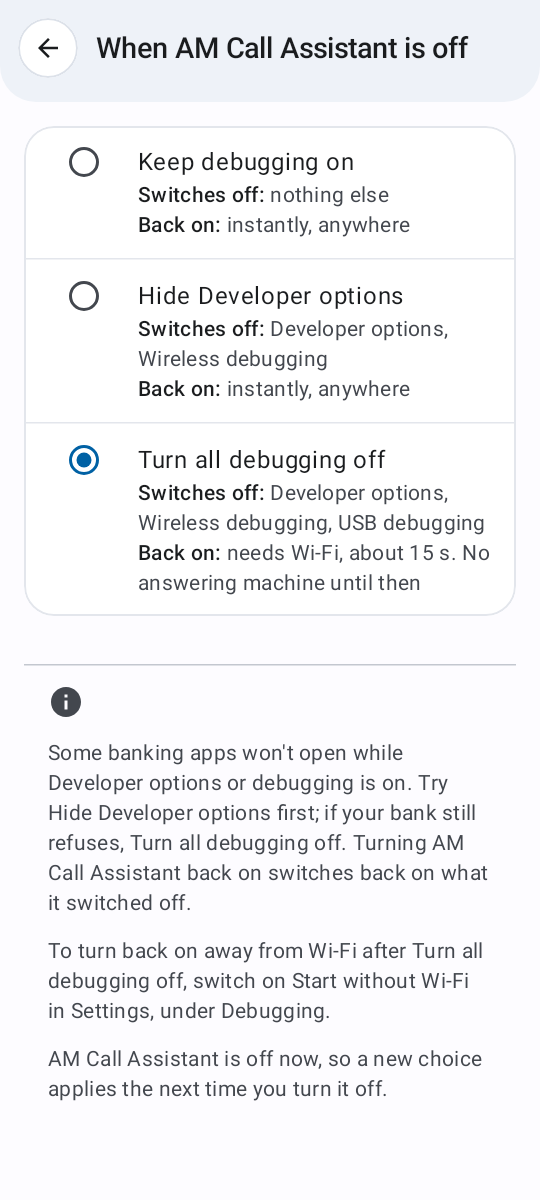 When AM Call Assistant is off
Keep debugging on
Switches off: nothing else
Back on: instantly, anywhere
Hide Developer options
Switches off: Developer options,
Wireless debugging
Back on: instantly, anywhere
Turn all debugging off
Switches off: Developer options,
Wireless debugging, USB debugging
Back on: needs Wi-Fi, about 15 s. No
answering machine until then
Some banking apps won't open while
Developer options or debugging is on. Try
Hide Developer options first; if your bank still
refuses, Turn all debugging off. Turning AM
Call Assistant back on switches back on what
it switched off.
To turn back on away from Wi-Fi after Turn all
debugging off, switch on Start without Wi-Fi
in Settings, under Debugging.
AM Call Assistant is off now, so a new choice
applies the next time you turn it off.